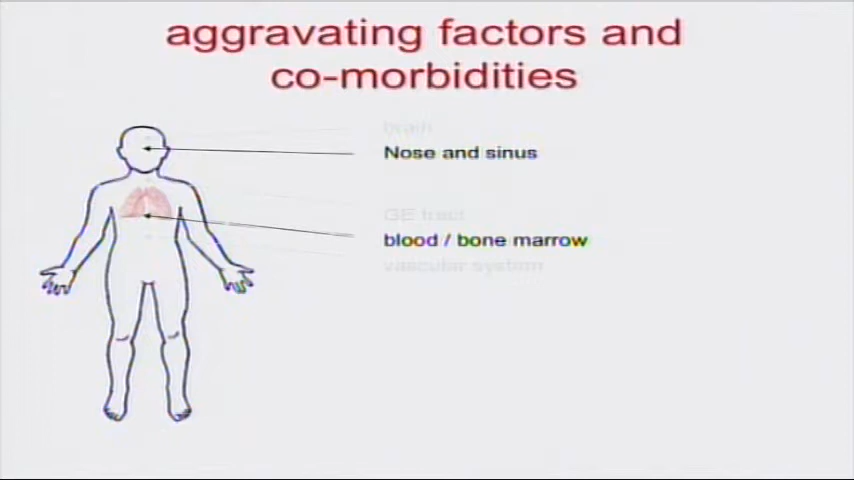 aggravating factors and
co-morbidities
brain
Nose and sinus
GE tract
blood / bone marrow
vascular system